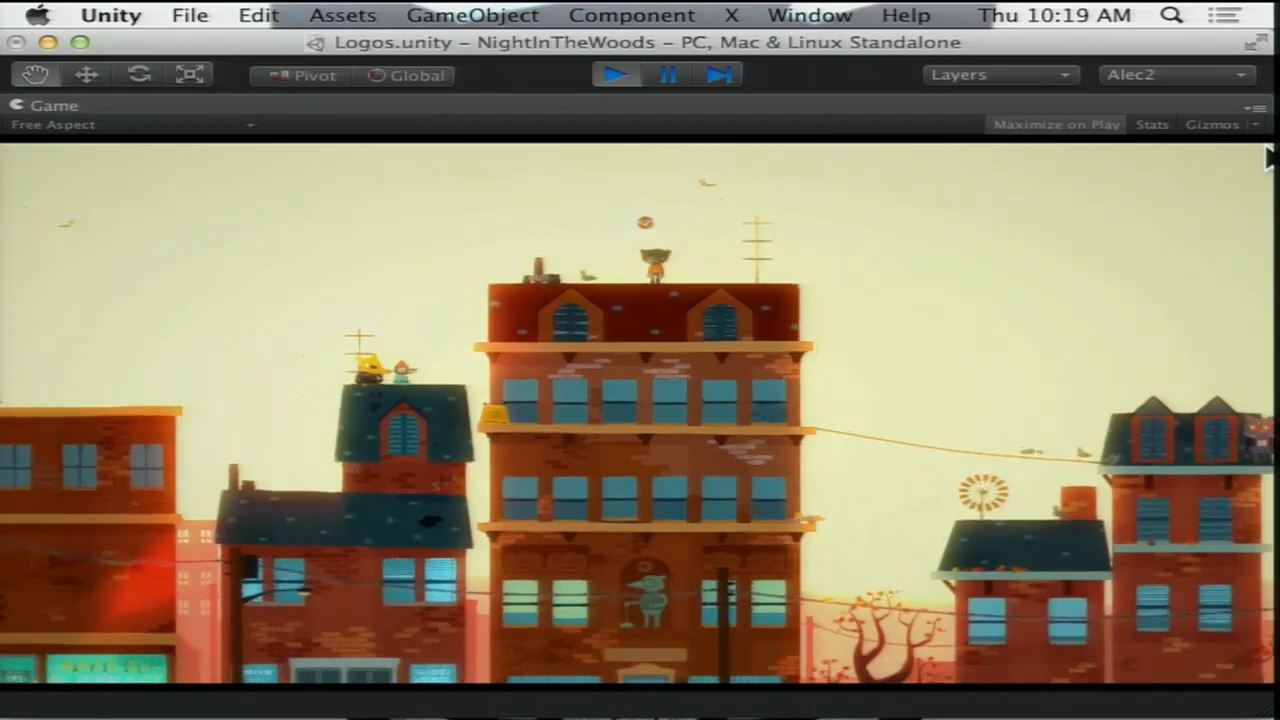 Unity File Edit Assets GameObject Component X Window Help Thu 10:19 AM
Logos.unity – NightInTheWoods – PC, Mac & Linux Standalone
Pivot Global Layers Alec2
Game
Free Aspect Maximize on Play Stats Gizmos